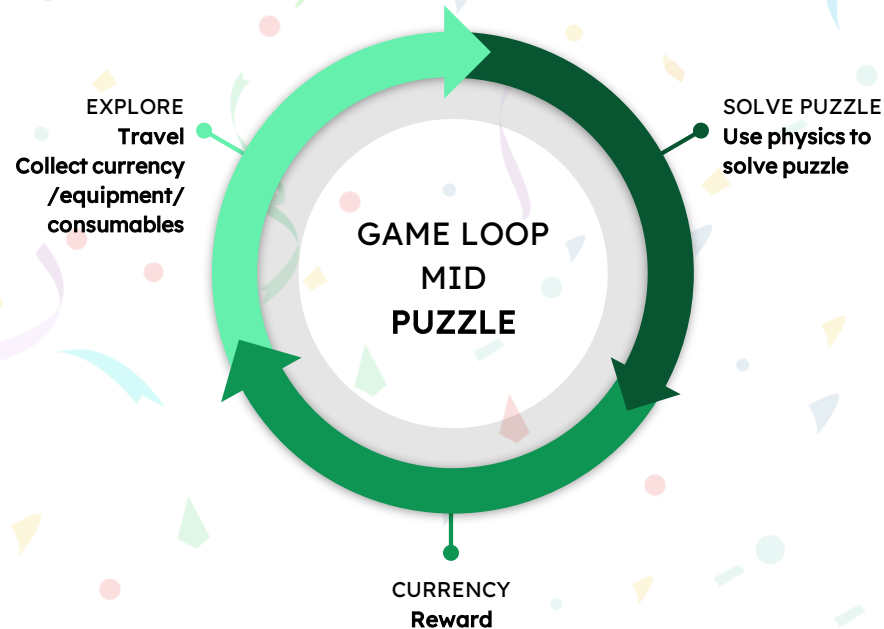 EXPLORE
Travel
Collect currency
/equipment/
consumables
SOLVE PUZZLE
Use physics to
solve puzzle
GAME LOOP
MID
PUZZLE
CURRENCY
Reward